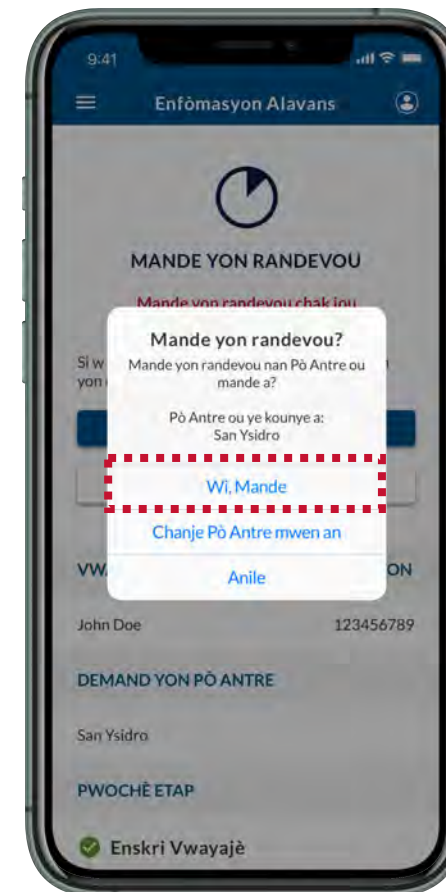 9:41
Enfòmasyon Alavans
MANDE YON RANDEVOU
Mande yon randevou chak jou
Mande yon randevou?
Si w
Mande yon randevou nan Pò Antre ou
yon
mande a?
Pò Antre ou ye kounye a:
San Ysidro
Wi, Mande
Chanje Pò Antre mwen an
VW
ON
Anile
John Doe 123456789
DEMAND YON PÒ ANTRE
San Ysidro
PWOCHÈ ETAP
Enskri Vwayajè